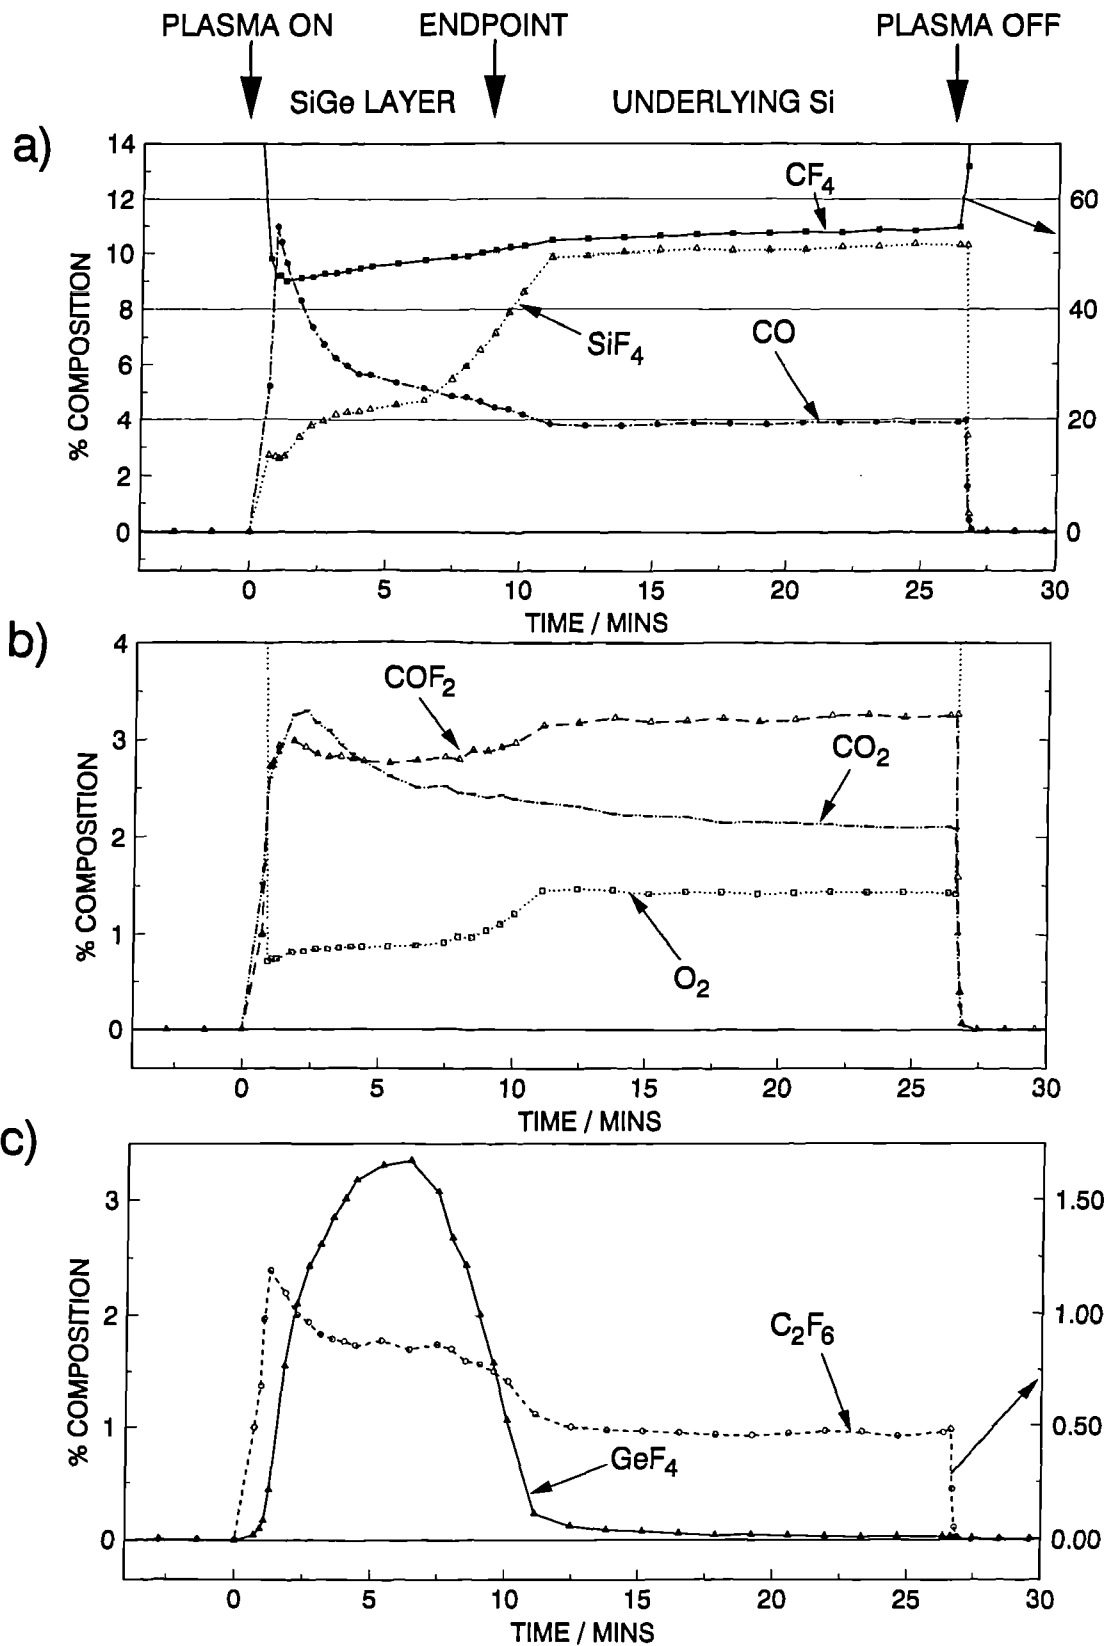 PLASMA ON ENDPOINT PLASMA OFF
SiGe LAYER UNDERLYING Si
a)
14
12
10
8
6
4
2
0
% COMPOSITION
60
40
20
0
CF4
SiF4
CO
0 5 10 15 20 25 30
TIME / MINS
b)
4
3
2
1
0
% COMPOSITION
COF2
CO2
O2
0 5 10 15 20 25 30
TIME / MINS
c)
3
2
1
0
% COMPOSITION
1.50
1.00
0.50
0.00
C2F6
GeF4
0 5 10 15 20 25 30
TIME / MINS